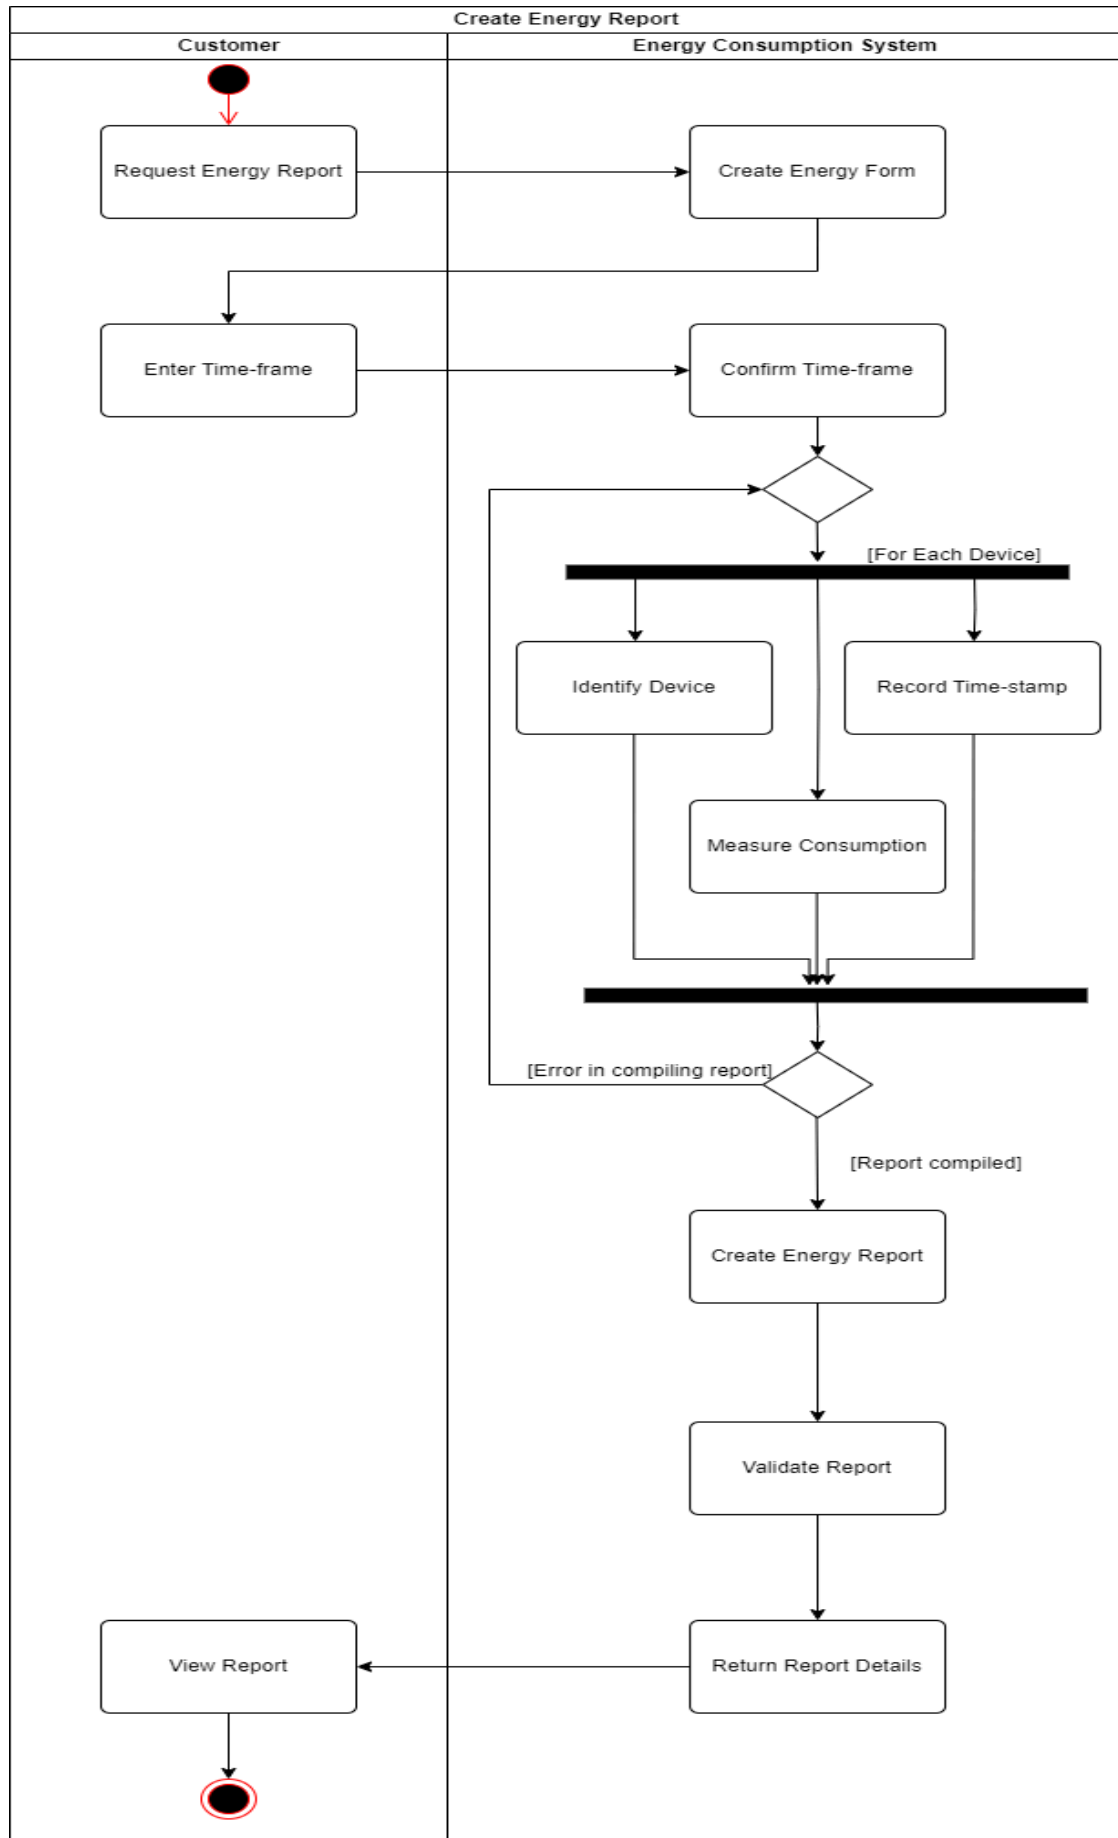 Create Energy Report
Customer
Energy Consumption System
Request Energy Report
Create Energy Form
Enter Time-frame
Confirm Time-frame
[For Each Device]
Identify Device
Record Time-stamp
Measure Consumption
[Error in compiling report]
[Report compiled]
Create Energy Report
Validate Report
View Report
Return Report Details